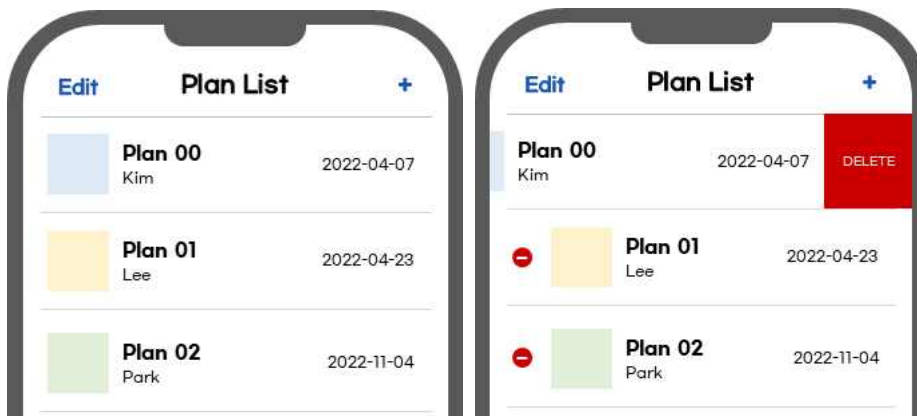 Edit Plan List +
Plan 00
Kim
2022-04-07
Plan 01
Lee
2022-04-23
Plan 02
Park
2022-11-04
Edit Plan List +
Plan 00
Kim
2022-04-07
DELETE
Plan 01
Lee
2022-04-23
Plan 02
Park
2022-11-04